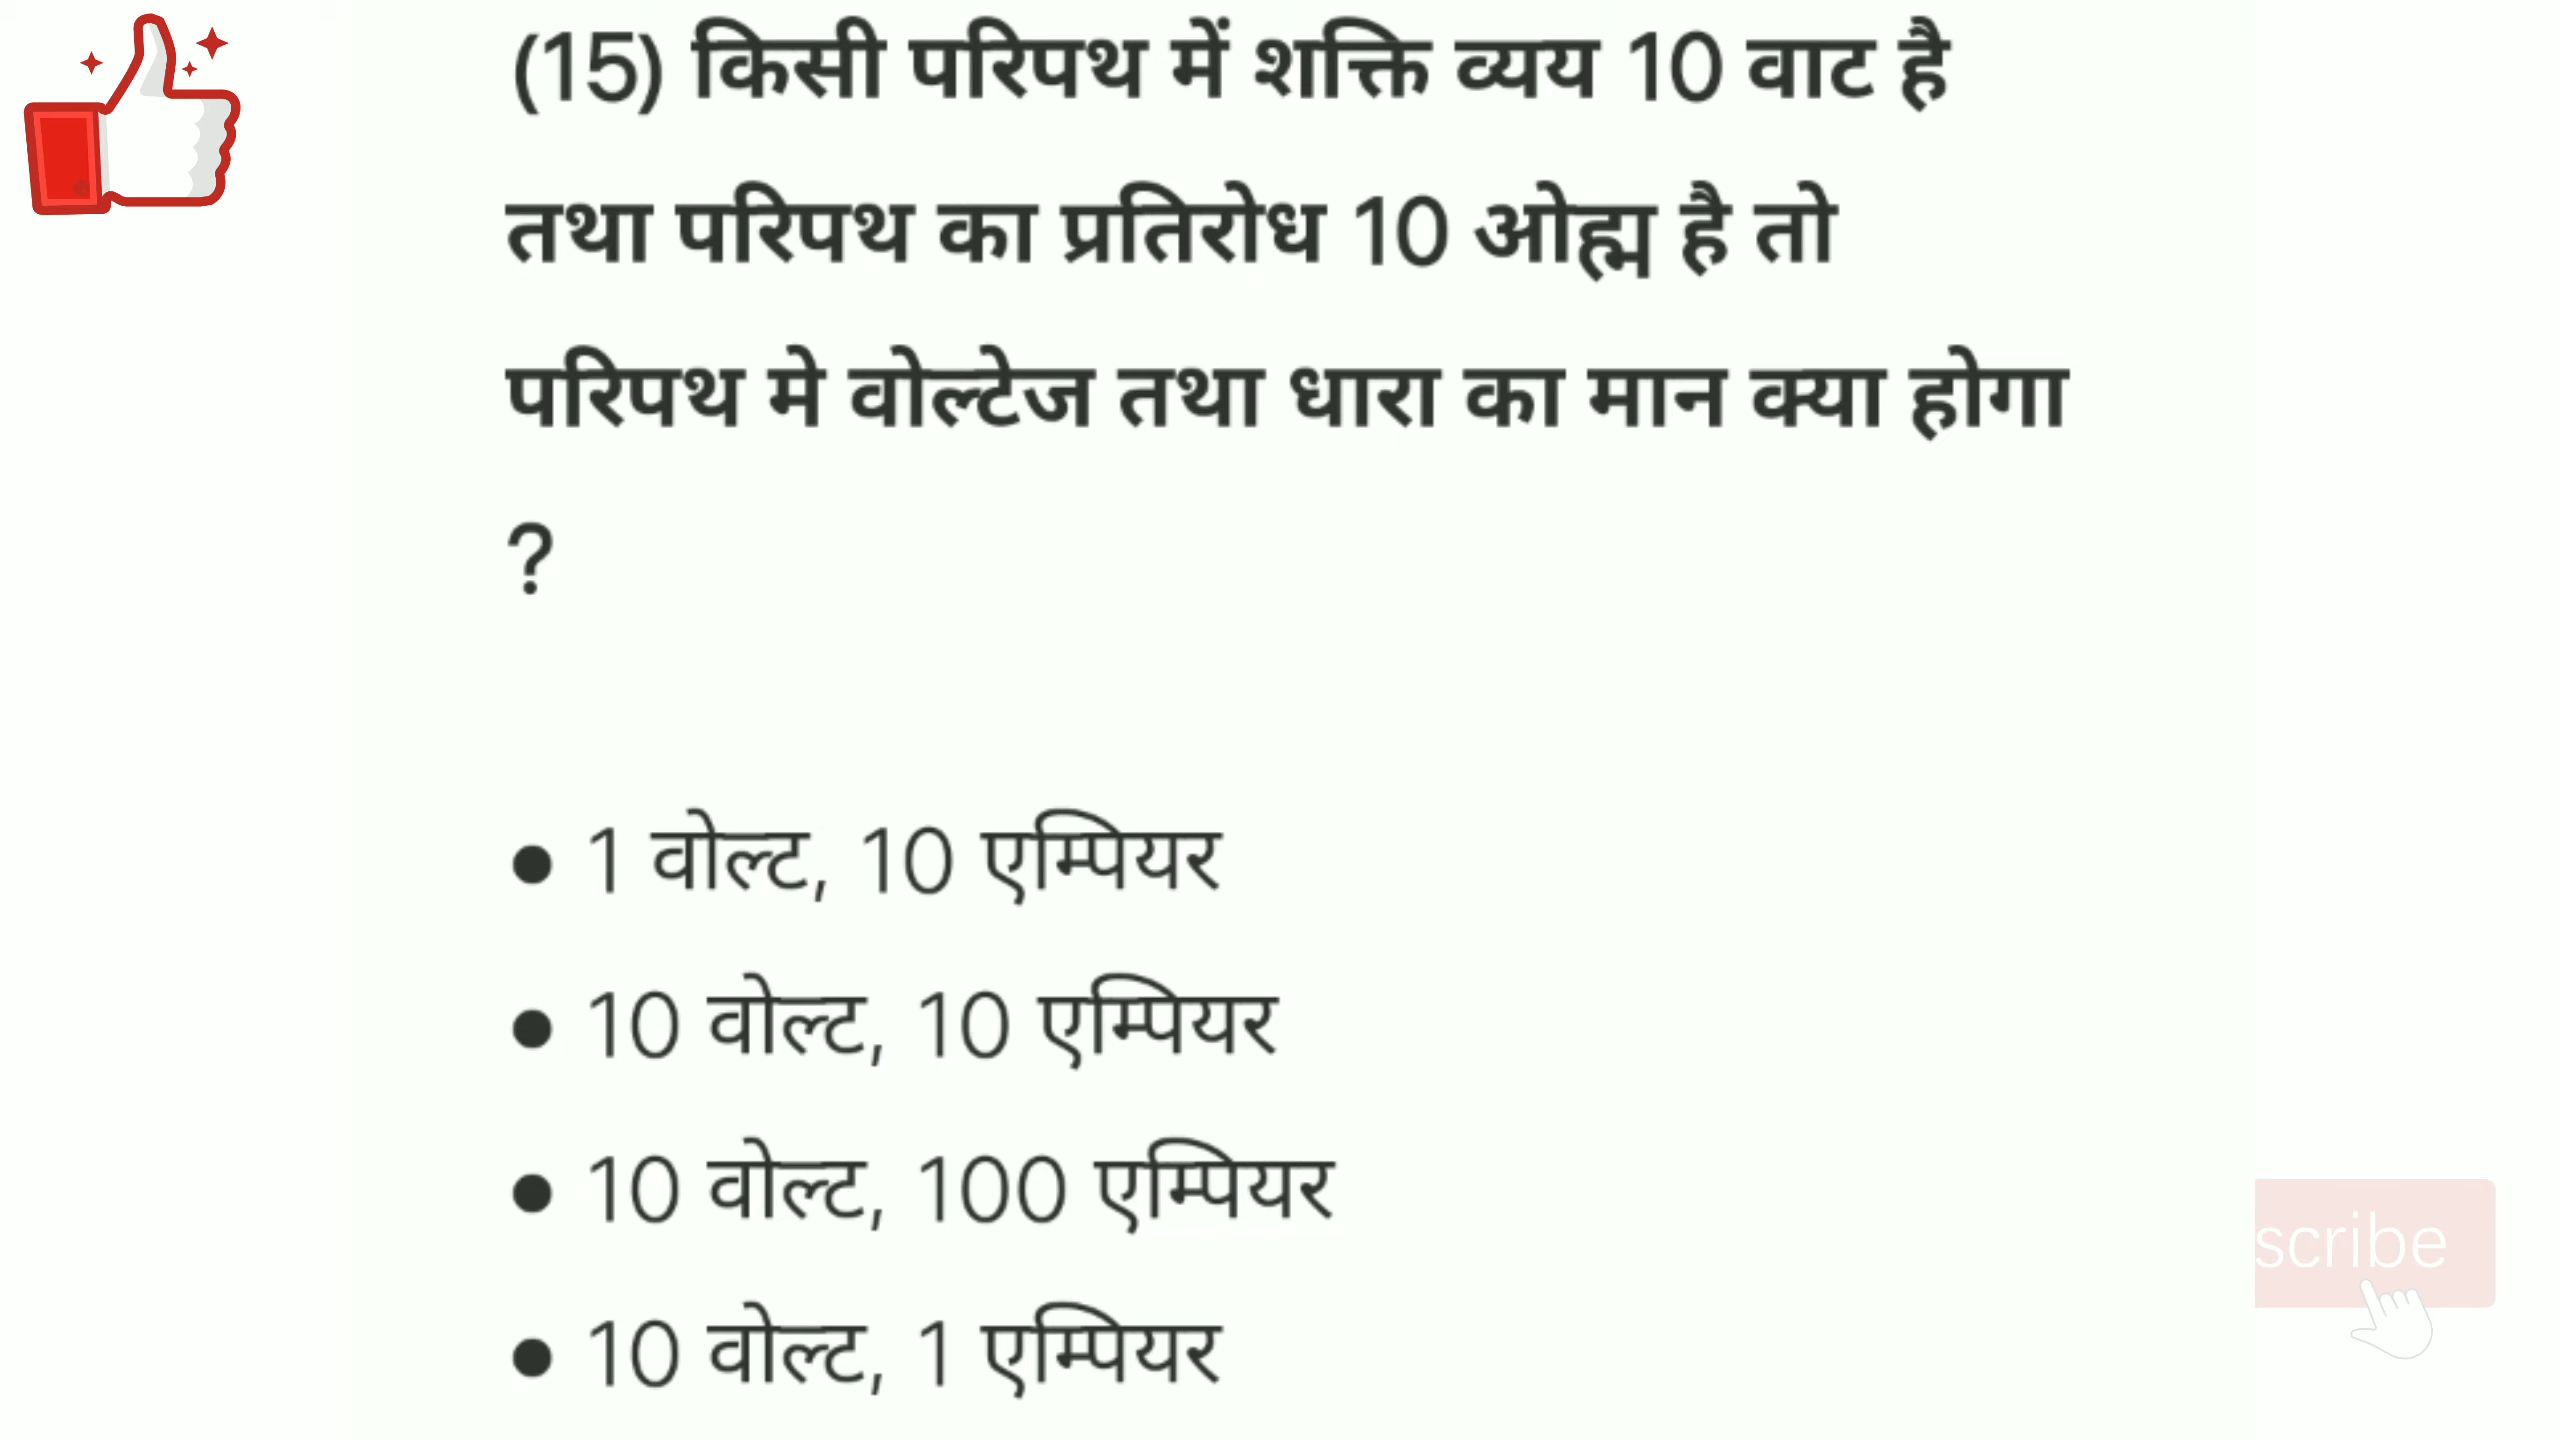 (15) किसी परिपथ में शक्ति व्यय 10 वाट है
तथा परिपथ का प्रतिरोध 10 ओह्म है तो
परिपथ मे वोल्टेज तथा धारा का मान क्या होगा
?
● 1 वोल्ट, 10 एम्पियर
● 10 वोल्ट, 10 एम्पियर
● 10 वोल्ट, 100 एम्पियर
● 10 वोल्ट, 1 एम्पियर
scribe